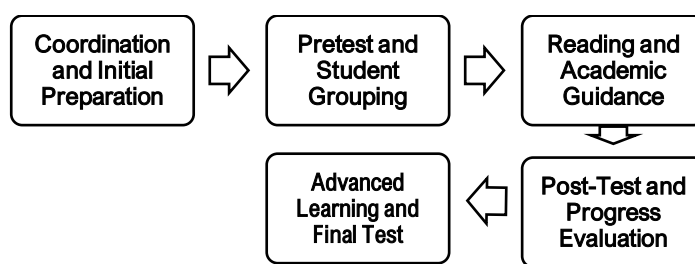 Coordination
and Initial
Preparation
Pretest and
Student
Grouping
Reading and
Academic
Guidance
Post-Test and
Progress
Evaluation
Advanced
Learning and
Final Test